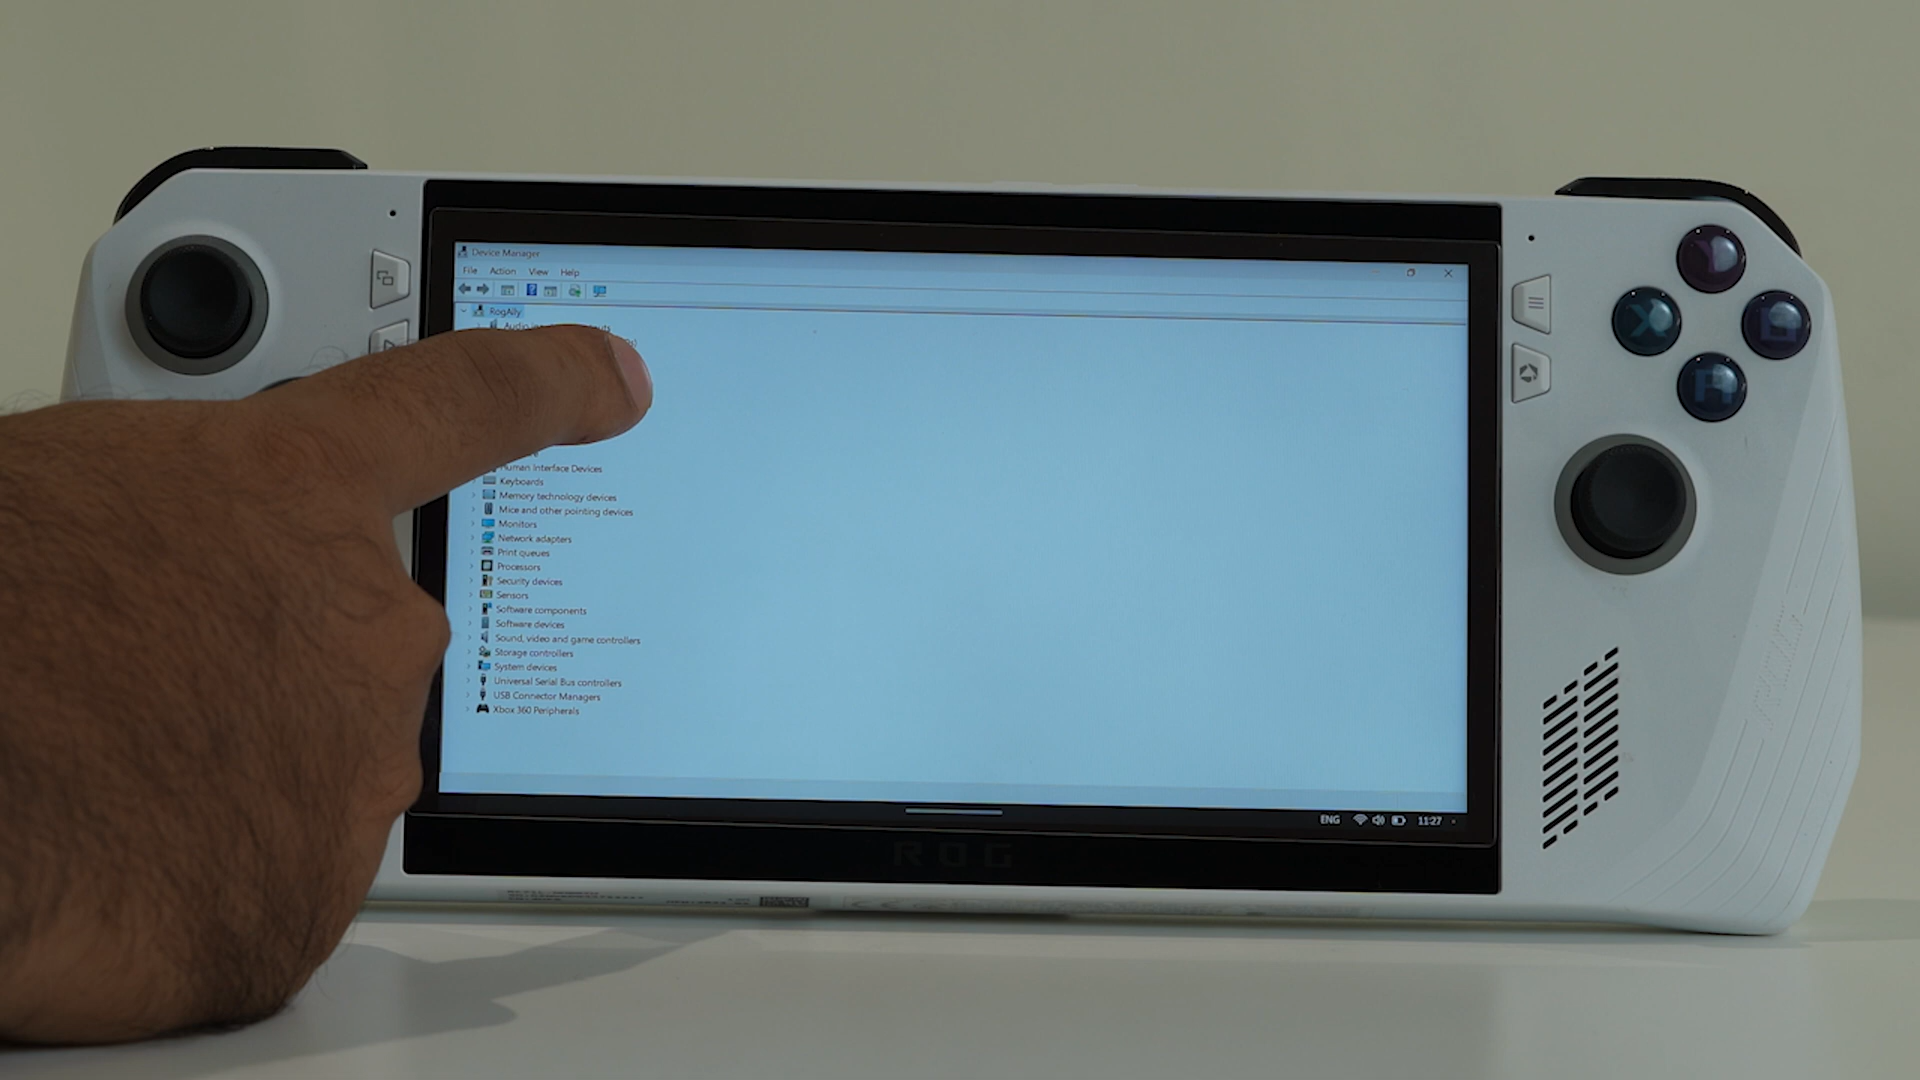 Device Manager
File Action View Help
RogAlly
Human Interface Devices
Keyboards
Memory technology devices
Mice and other pointing devices
Monitors
Network adapters
Print queues
Processors
Security devices
Sensors
Software components
Software devices
Sound, video and game controllers
Storage controllers
System devices
Universal Serial Bus controllers
USB Connector Managers
Xbox 360 Peripherals
ENG 11:27
ROG
Y
X